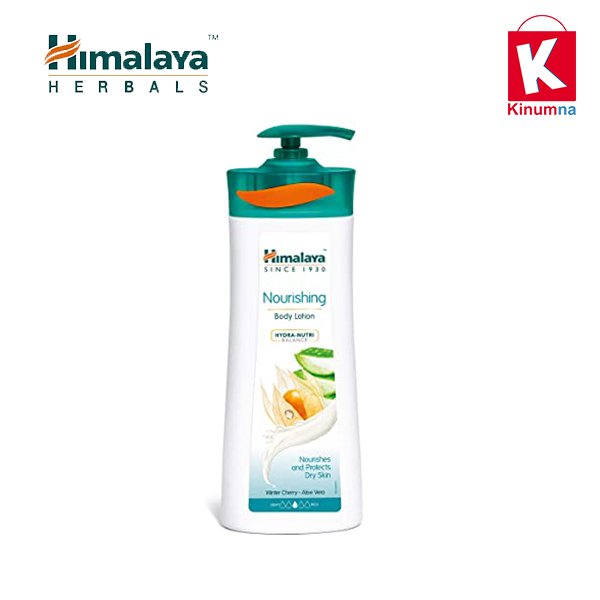 Himalaya™
HERBALS
K
Kinumna
Himalaya
SINCE 1930
Nourishing
Body Lotion
HYDRA-NUTRI
BALANCE
Nourishes
and Protects
Dry Skin
Winter Cherry • Aloe Vera